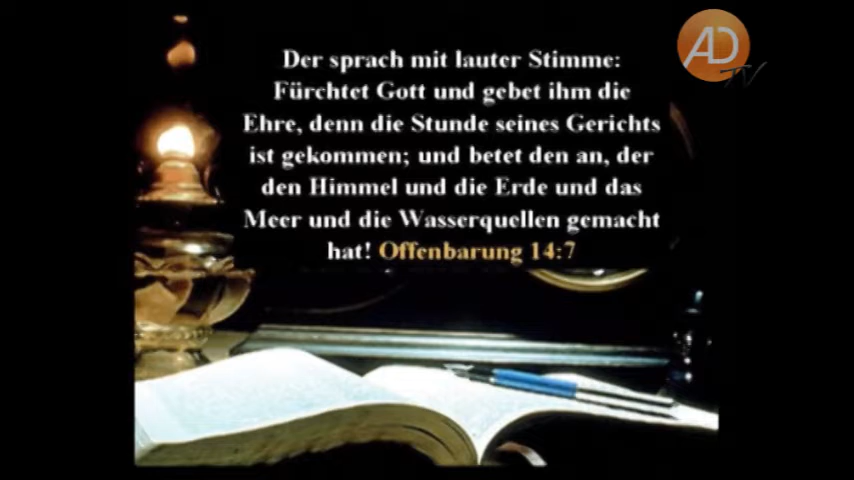 Der sprach mit lauter Stimme:
Fürchtet Gott und gebet ihm die
Ehre, denn die Stunde seines Gerichts
ist gekommen; und betet den an, der
den Himmel und die Erde und das
Meer und die Wasserquellen gemacht
hat! Offenbarung 14:7
AD
TV